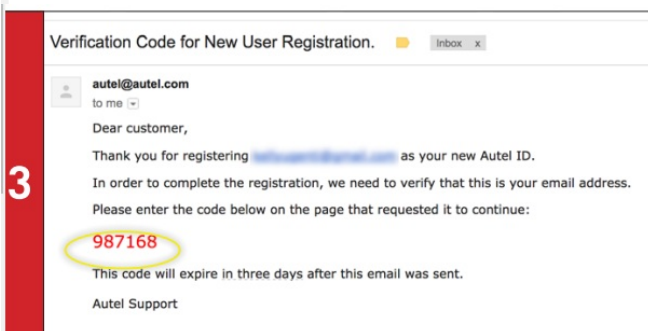 Verification Code for New User Registration.
Inbox x
autel@autel.com
to me
Dear customer,
Thank you for registering as your new Autel ID.
In order to complete the registration, we need to verify that this is your email address.
Please enter the code below on the page that requested it to continue:
3
987168
This code will expire in three days after this email was sent.
Autel Support